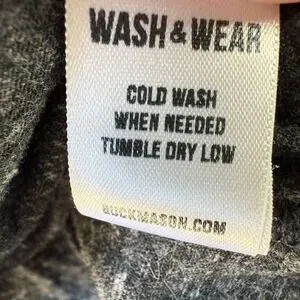 WASH & WEAR
COLD WASH
WHEN NEEDED
TUMBLE DRY LOW
BUCKMASON.COM